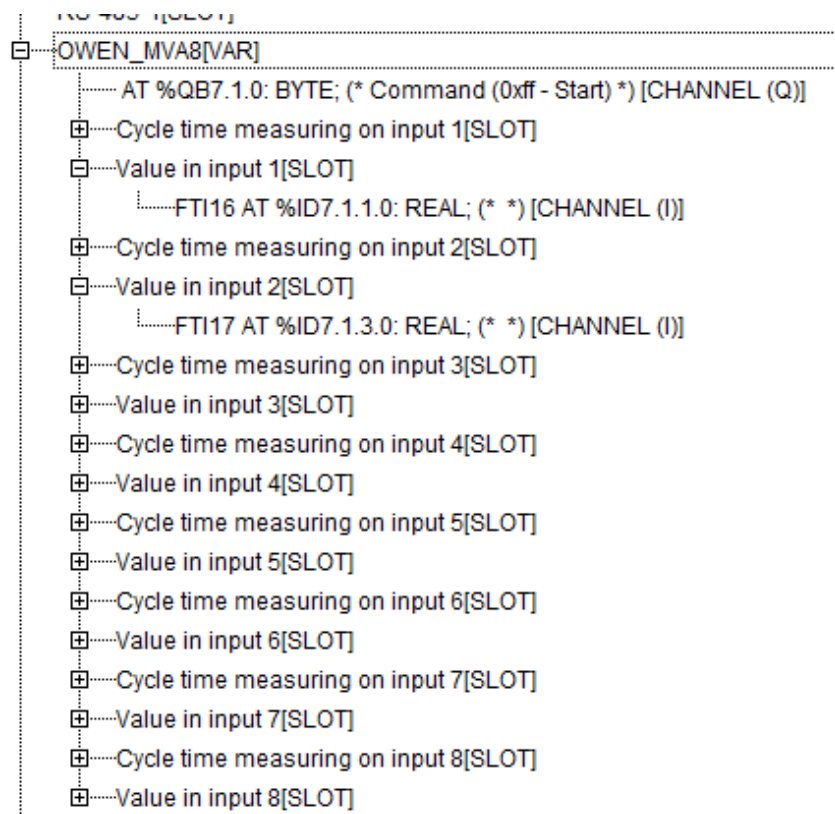 OWEN_MVA8[VAR]
AT %QB7.1.0: BYTE; (* Command (0xff - Start) *) [CHANNEL (Q)]
Cycle time measuring on input 1[SLOT]
Value in input 1[SLOT]
FTI16 AT %ID7.1.1.0: REAL; (* *) [CHANNEL (I)]
Cycle time measuring on input 2[SLOT]
Value in input 2[SLOT]
FTI17 AT %ID7.1.3.0: REAL; (* *) [CHANNEL (I)]
Cycle time measuring on input 3[SLOT]
Value in input 3[SLOT]
Cycle time measuring on input 4[SLOT]
Value in input 4[SLOT]
Cycle time measuring on input 5[SLOT]
Value in input 5[SLOT]
Cycle time measuring on input 6[SLOT]
Value in input 6[SLOT]
Cycle time measuring on input 7[SLOT]
Value in input 7[SLOT]
Cycle time measuring on input 8[SLOT]
Value in input 8[SLOT]